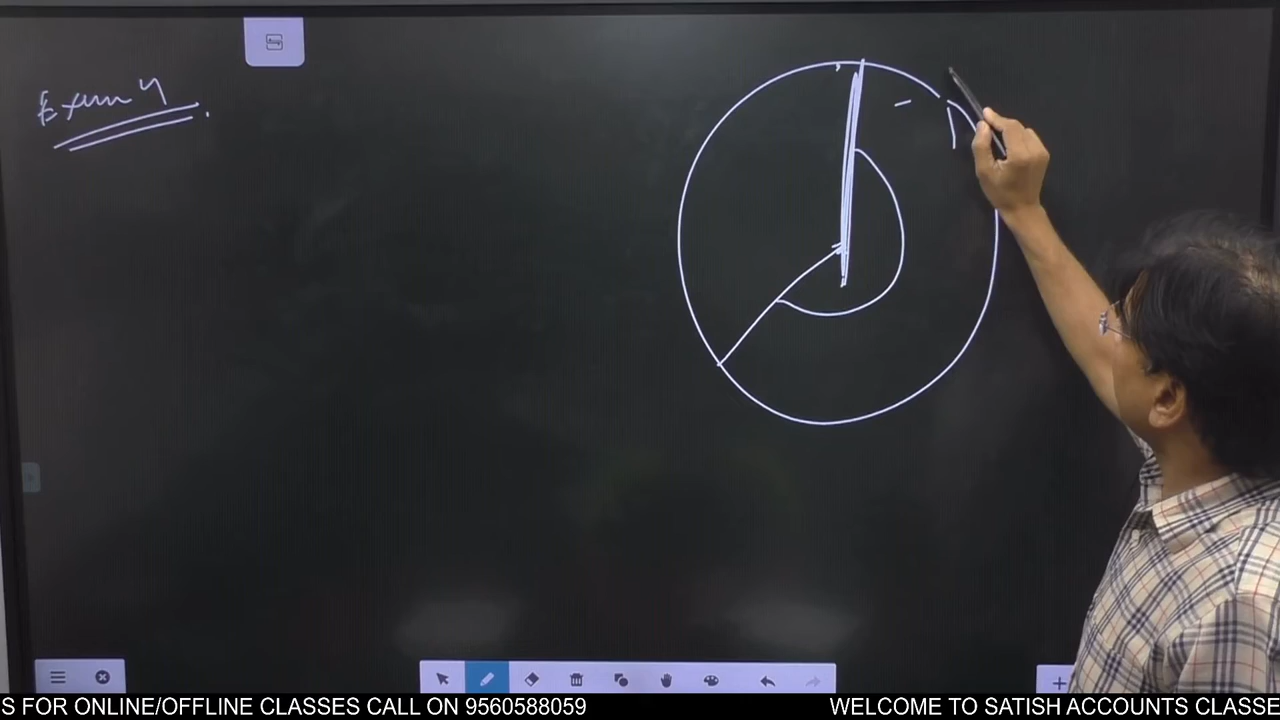 S FOR ONLINE/OFFLINE CLASSES CALL ON 9560588059
WELCOME TO SATISH ACCOUNTS CLASSE